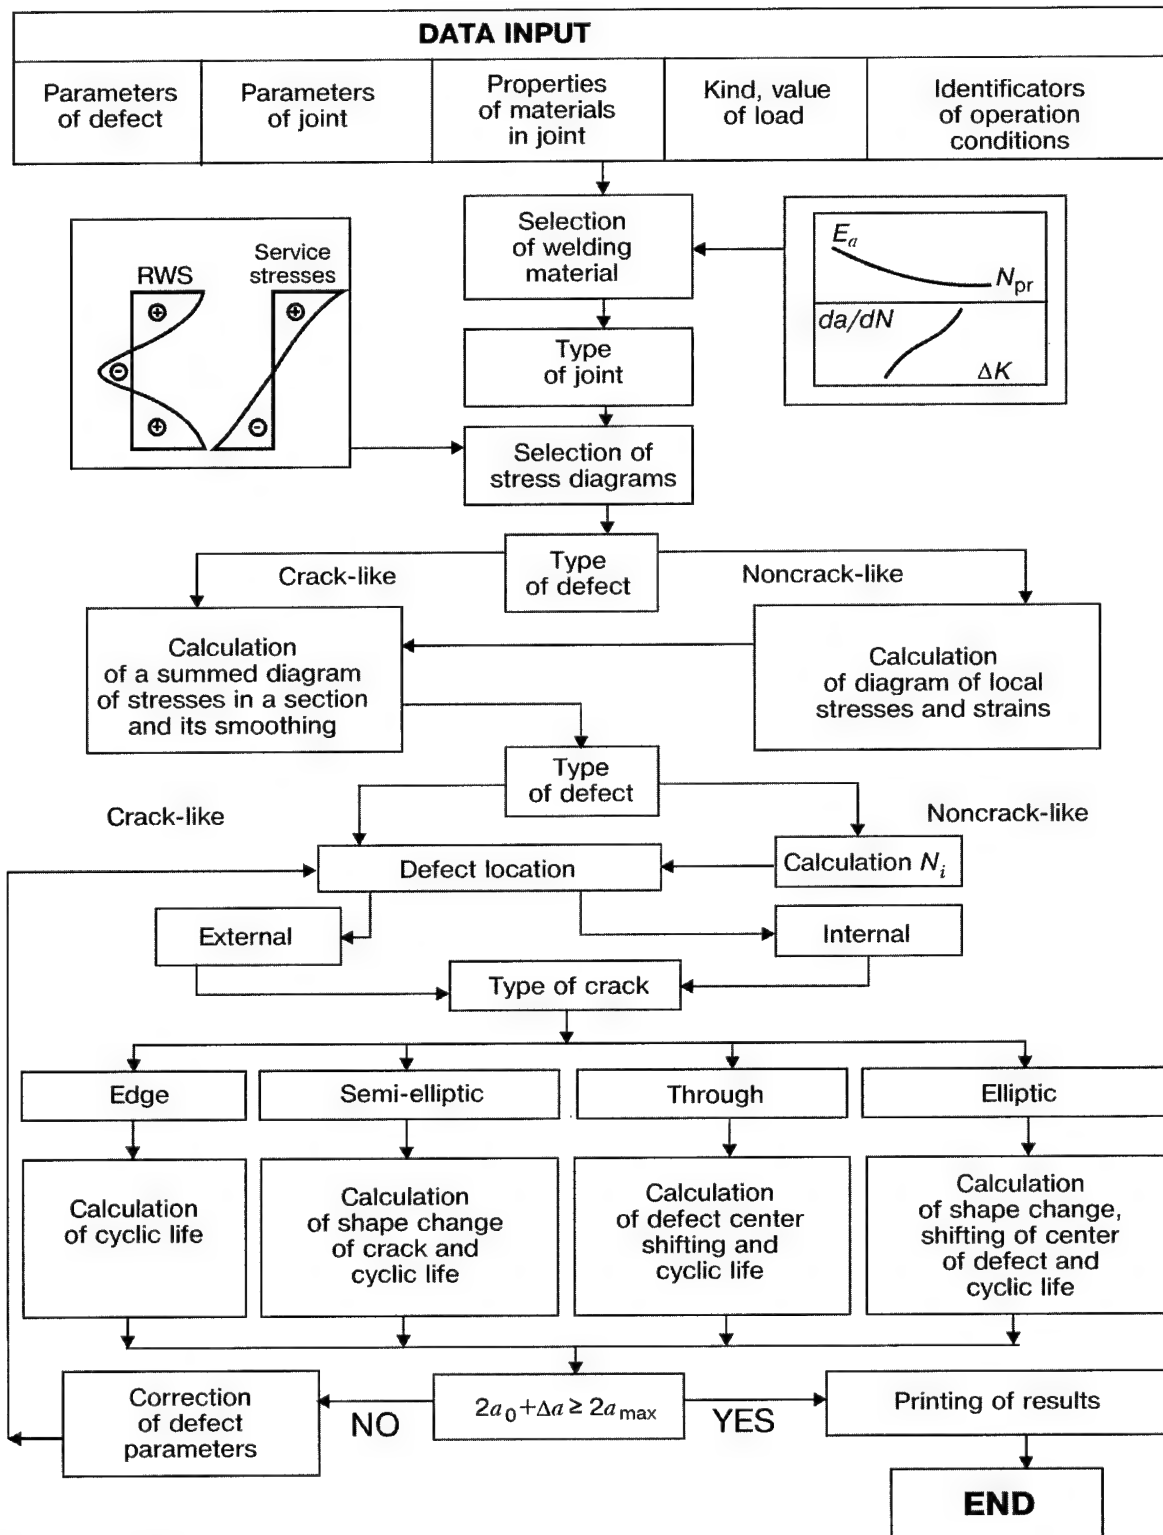 DATA INPUT
Parameters
of defect
Parameters
of joint
Properties
of materials
in joint
Kind, value
of load
Identificators
of operation
conditions
Selection
of welding
material
RWS
Service
stresses
+
+
-
+
-
E_a
N_pr
da/dN
ΔK
Type
of joint
Selection of
stress diagrams
Type
of defect
Crack-like
Noncrack-like
Calculation
of a summed diagram
of stresses in a section
and its smoothing
Calculation
of diagram of local
stresses and strains
Type
of defect
Crack-like
Noncrack-like
Defect location
Calculation N_i
External
Internal
Type of crack
Edge
Semi-elliptic
Through
Elliptic
Calculation
of cyclic life
Calculation
of shape change
of crack and
cyclic life
Calculation
of defect center
shifting and
cyclic life
Calculation
of shape change,
shifting of center
of defect and
cyclic life
Correction
of defect
parameters
NO
2a_0+Δa ≥ 2a_max
YES
Printing of results
END